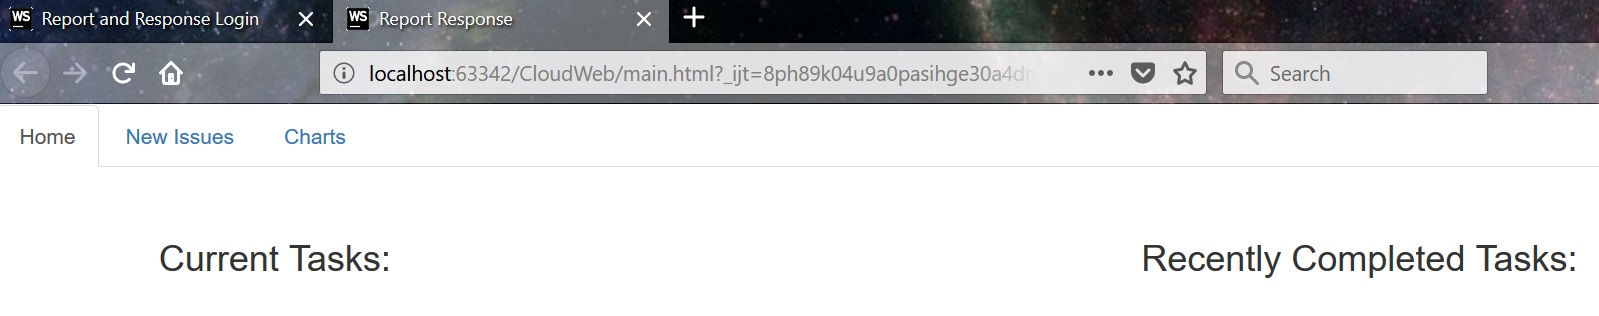 WS Report and Response Login
WS Report Response
localhost:63342/CloudWeb/main.html?_ijt=8ph89k04u9a0pasihge30a4d
Search
Home
New Issues
Charts
Current Tasks:
Recently Completed Tasks: